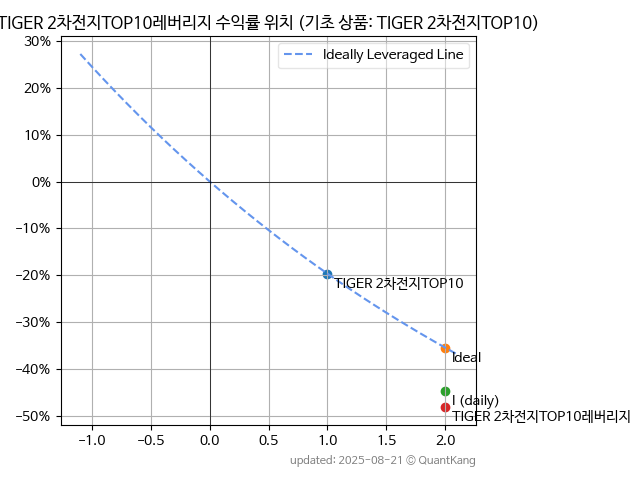 TIGER 2차전지TOP10레버리지 수익률 위치 (기초 상품: TIGER 2차전지TOP10)
Ideally Leveraged Line
30%
20%
10%
0%
-10%
-20%
-30%
-40%
-50%
TIGER 2차전지TOP10
Ideal
I (daily)
TIGER 2차전지TOP10레버리지
-1.0
-0.5
0.0
0.5
1.0
1.5
2.0
updated: 2025-08-21 © QuantKang